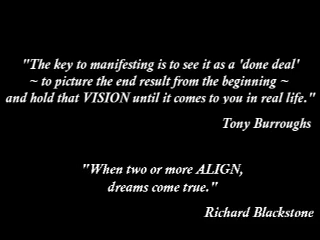 "The key to manifesting is to see it as a 'done deal'
~ to picture the end result from the beginning ~
and hold that VISION until it comes to you in real life."
Tony Burroughs
"When two or more ALIGN,
dreams come true."
Richard Blackstone